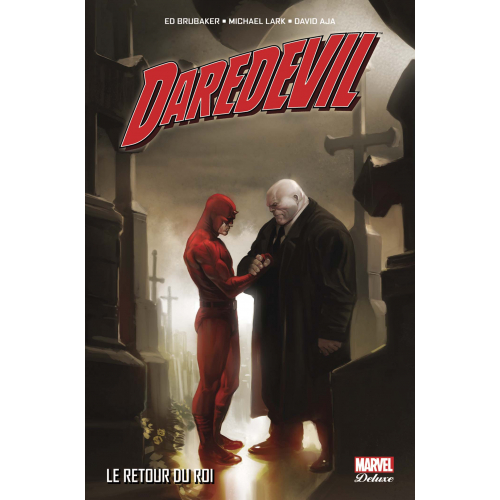 ED BRUBAKER • MICHAEL LARK • DAVID AJA
DAREDEVIL
LE RETOUR DU ROI
MARVEL
Deluxe